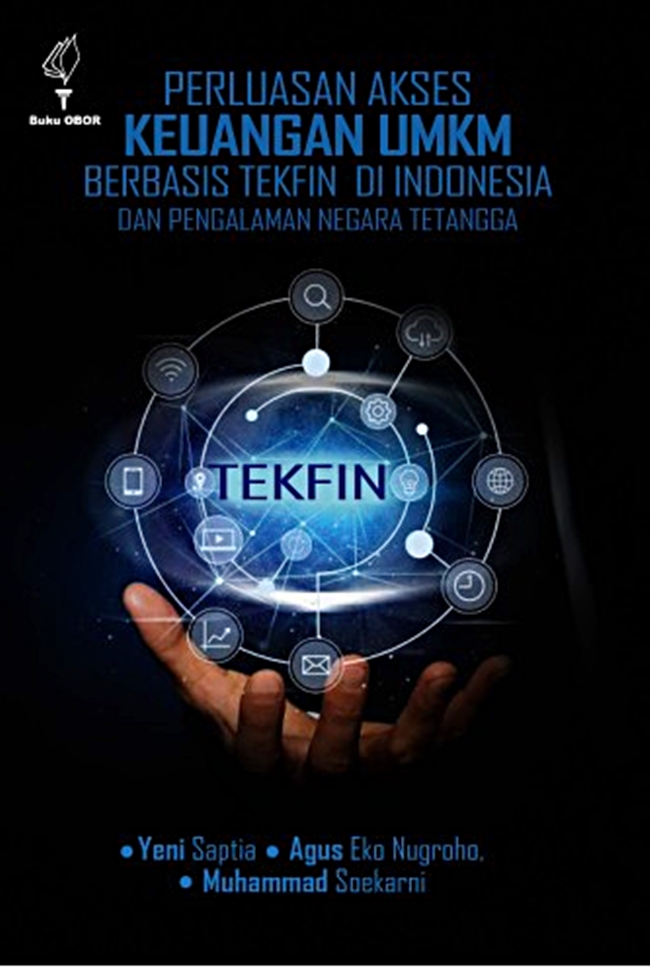 Buku OBOR
PERLUASAN AKSES
KEUANGAN UMKM
BERBASIS TEKFIN DI INDONESIA
DAN PENGALAMAN NEGARA TETANGGA
TEKFIN
• Yeni Saptia • Agus Eko Nugroho.
• Muhammad Soekarni